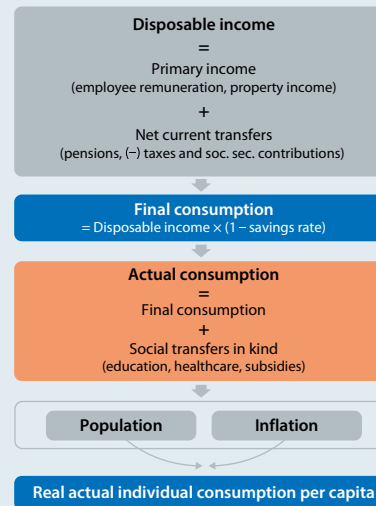 Disposable income
=
Primary income
(employee remuneration, property income)
+
Net current transfers
(pensions, (−) taxes and soc. sec. contributions)
Final consumption
= Disposable income × (1 – savings rate)
Actual consumption
=
Final consumption
+
Social transfers in kind
(education, healthcare, subsidies)
Population
Inflation
Real actual individual consumption per capita